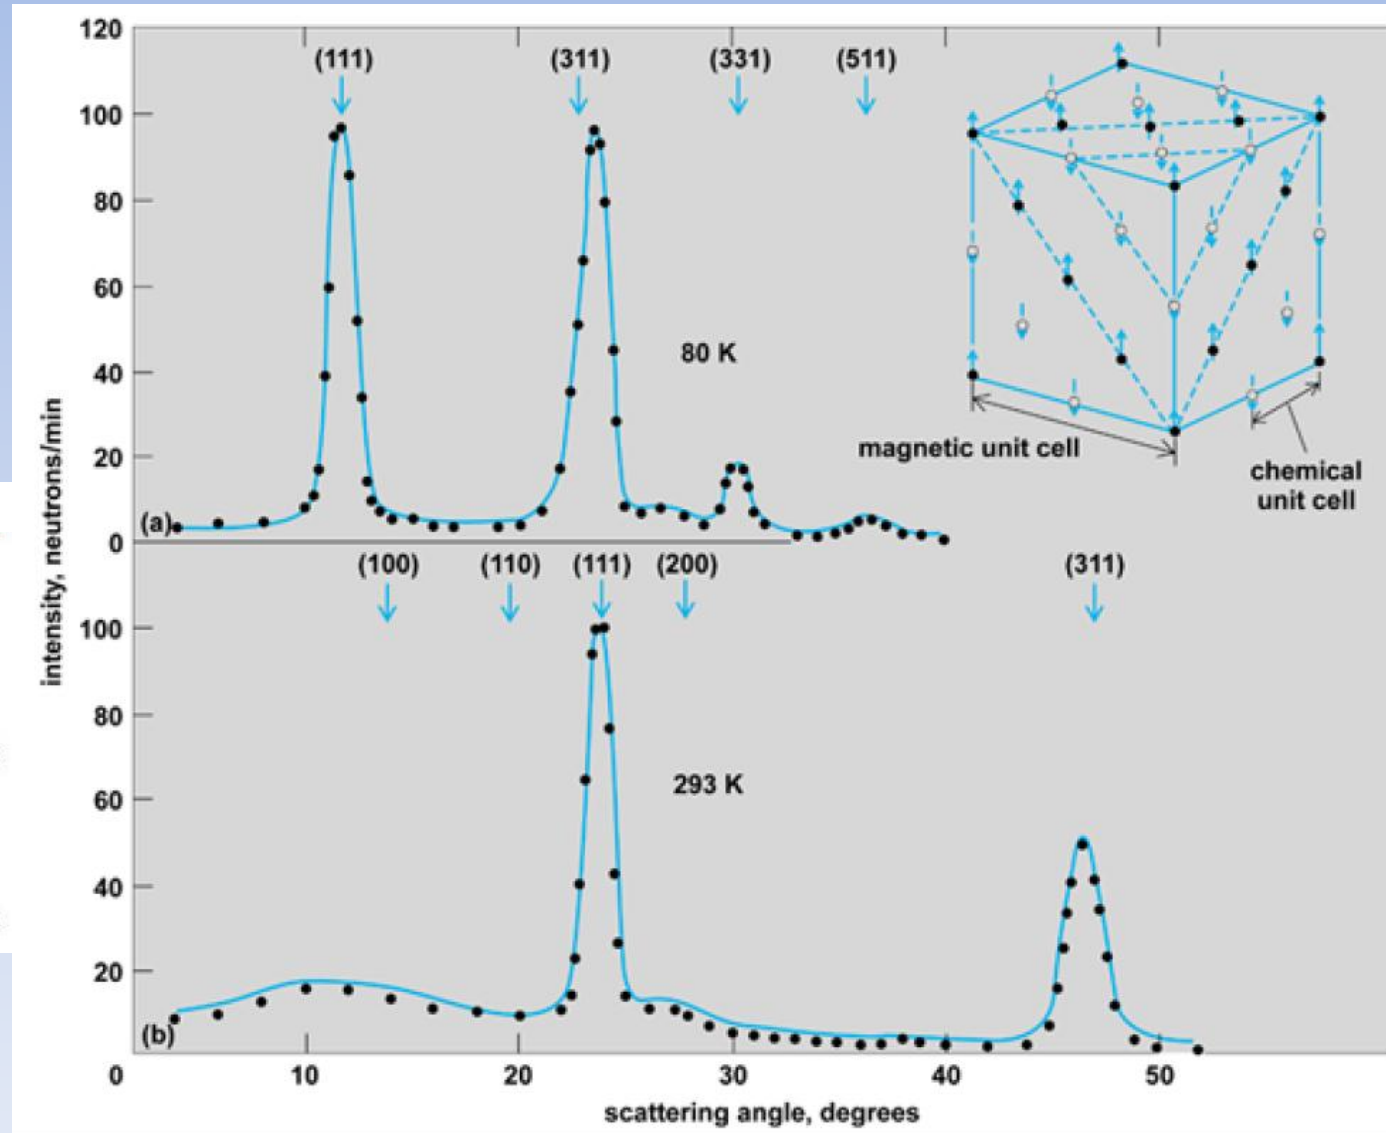 120
(111) (311) (331) (511)
100
80
60
80 K
40
magnetic unit cell
20
chemical
unit cell
(a)
0
(100) (110) (111) (200) (311)
intensity, neutrons/min
100
80
293 K
60
40
20
(b)
0 10 20 30 40 50
scattering angle, degrees